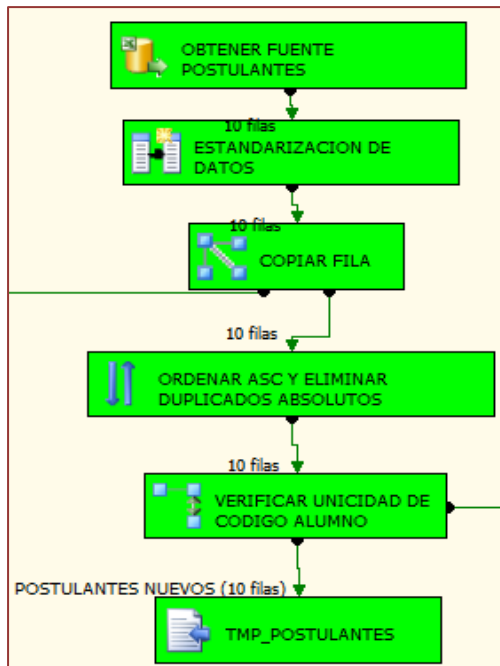 OBTENER FUENTE
POSTULANTES
10 filas
ESTANDARIZACION DE
DATOS
10 filas
COPIAR FILA
10 filas
ORDENAR ASC Y ELIMINAR
DUPLICADOS ABSOLUTOS
10 filas
VERIFICAR UNICIDAD DE
CODIGO ALUMNO
POSTULANTES NUEVOS (10 filas)
TMP_POSTULANTES